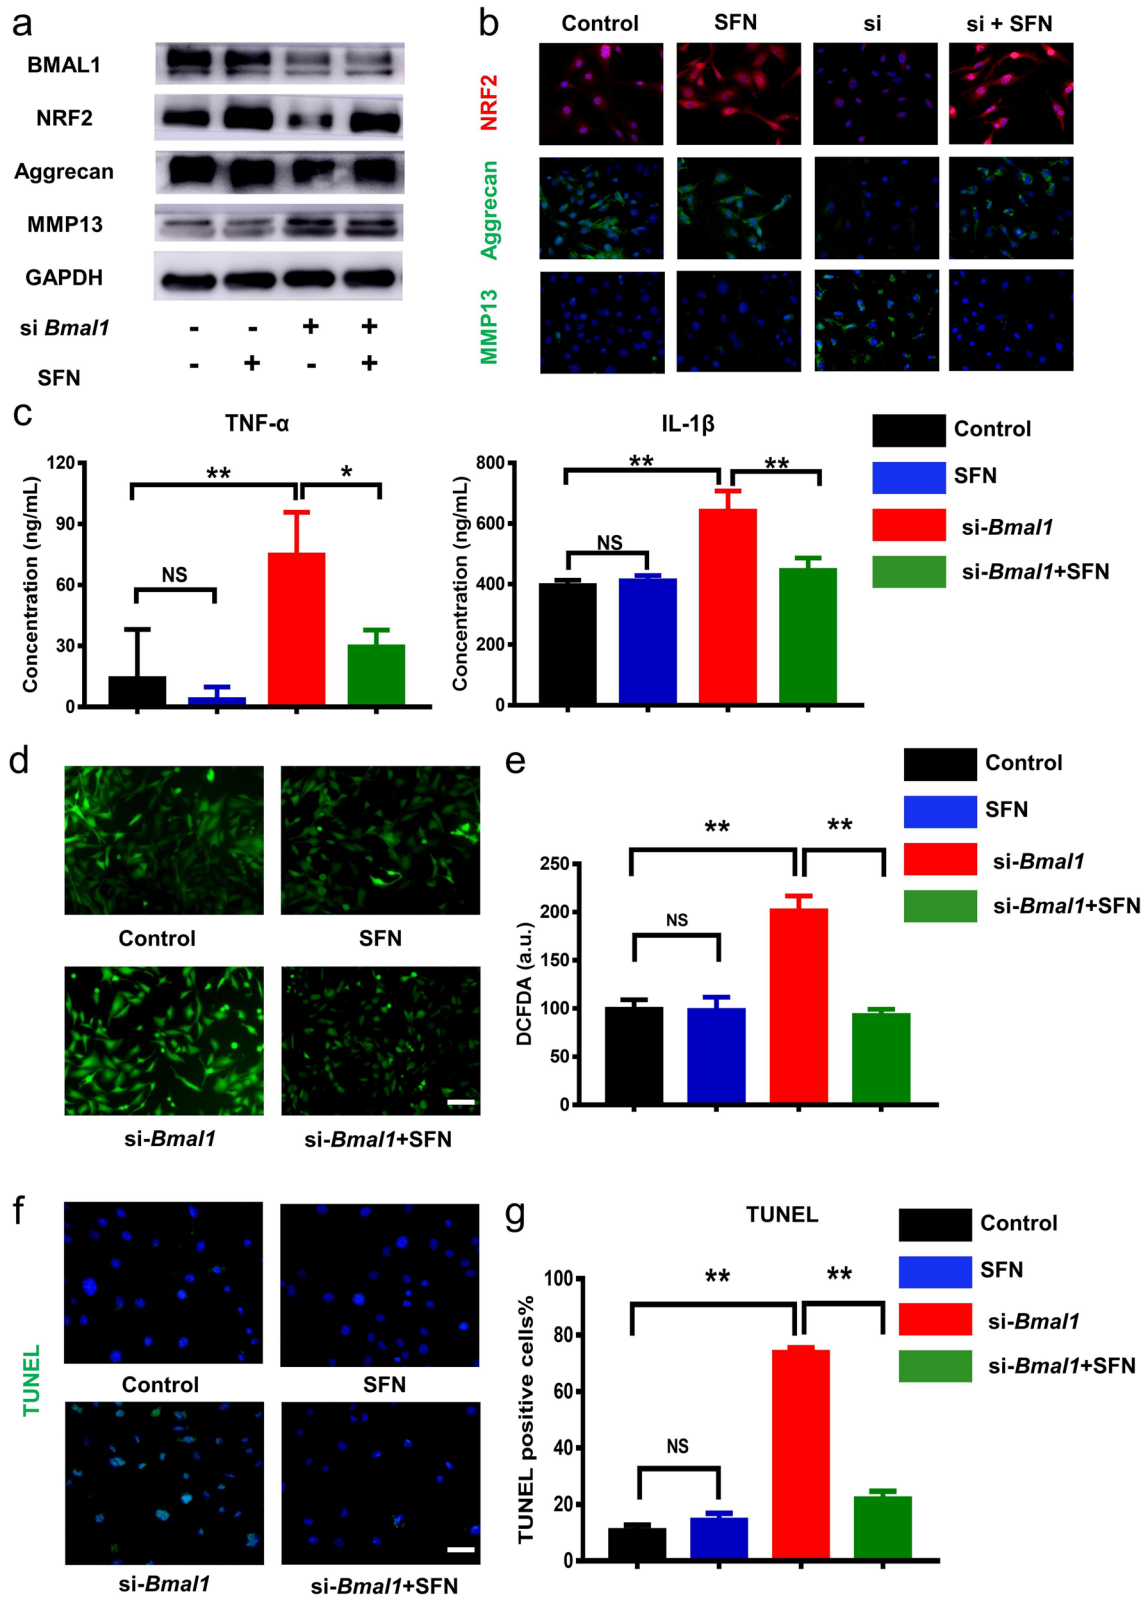 a
BMAL1
NRF2
Aggrecan
MMP13
GAPDH
si Bmal1 - - + +
SFN - + - +
b
Control SFN si si + SFN
NRF2
Aggrecan
MMP13
c
TNF-α
Concentration (ng/mL)
120
90
60
30
0
** *
NS
IL-1β
Concentration (ng/mL)
800
600
400
200
0
** **
NS
Control
SFN
si-Bmal1
si-Bmal1+SFN
d
Control SFN
si-Bmal1 si-Bmal1+SFN
e
DCFDA (a.u.)
250
200
150
100
50
0
** **
NS
Control
SFN
si-Bmal1
si-Bmal1+SFN
f
TUNEL
Control SFN
si-Bmal1 si-Bmal1+SFN
g
TUNEL
TUNEL positive cells%
100
80
60
40
20
0
** **
NS
Control
SFN
si-Bmal1
si-Bmal1+SFN